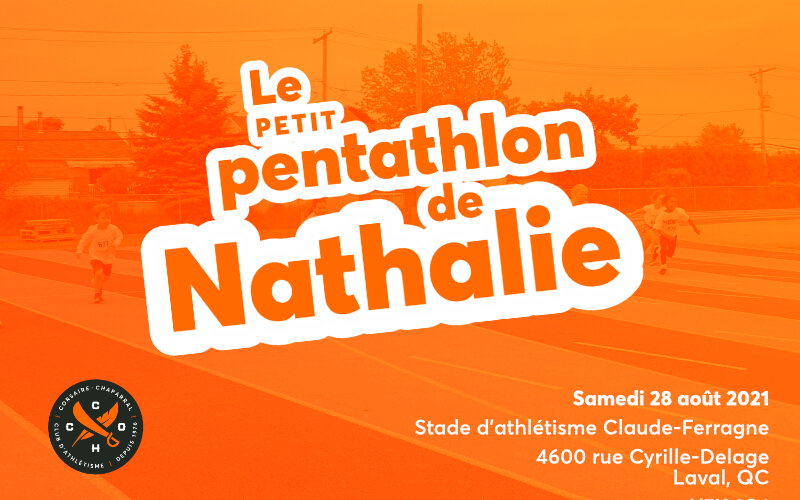 Le
PETIT
pentathlon
de
Nathalie
CORSAIRE-CHAPARRAL
C
C O
H
CLUB D'ATHLÉTISME | DEPUIS 1976
Samedi 28 août 2021
Stade d'athlétisme Claude-Ferragne
4600 rue Cyrille-Delage
Laval, QC